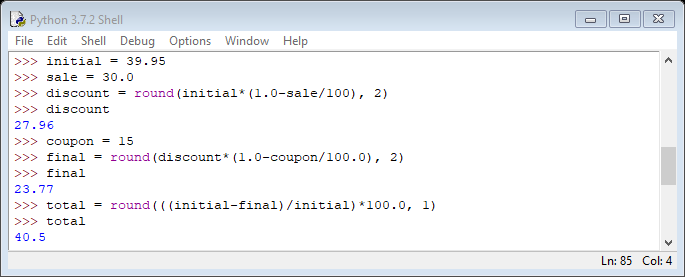 Python 3.7.2 Shell
File Edit Shell Debug Options Window Help
>>> initial = 39.95
>>> sale = 30.0
>>> discount = round(initial*(1.0-sale/100), 2)
>>> discount
27.96
>>> coupon = 15
>>> final = round(discount*(1.0-coupon/100.0), 2)
>>> final
23.77
>>> total = round(((initial-final)/initial)*100.0, 1)
>>> total
40.5
Ln: 85 Col: 4